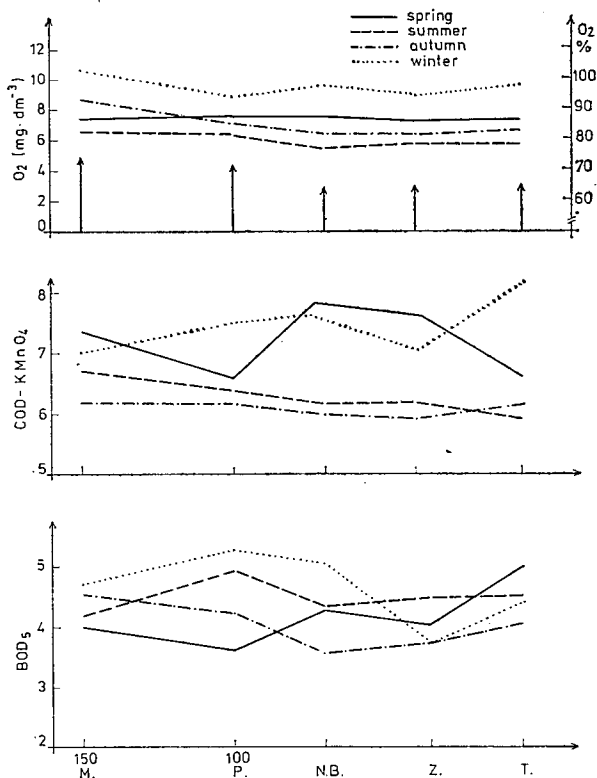 spring
summer
autumn
winter
O₂ (mg·dm⁻³)
12
10
8
6
4
2
0
O₂
%
100
90
80
70
60
COD-KMnO₄
8
7
6
5
BOD₅
5
4
3
2
150
100
M.
P.
N.B.
Z.
T.